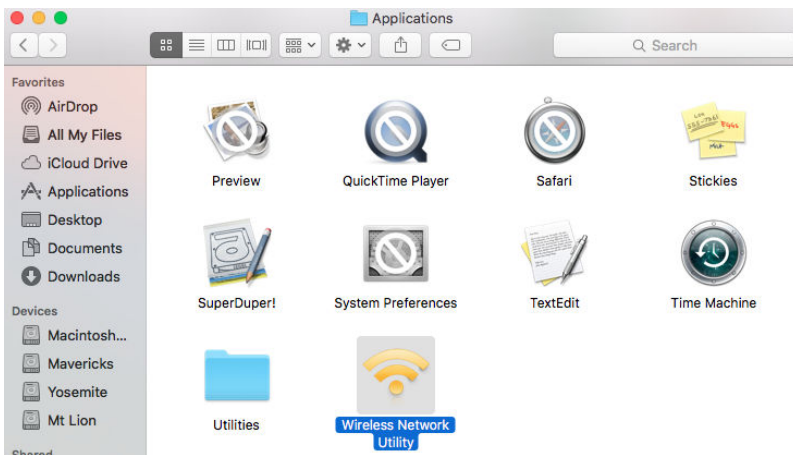 Applications
Search
Favorites
AirDrop
All My Files
iCloud Drive
Applications
Desktop
Documents
Downloads
Devices
Macintosh...
Mavericks
Yosemite
Mt Lion
Shared
Preview
QuickTime Player
Safari
Stickies
SuperDuper!
System Preferences
TextEdit
Time Machine
Utilities
Wireless Network
Utility